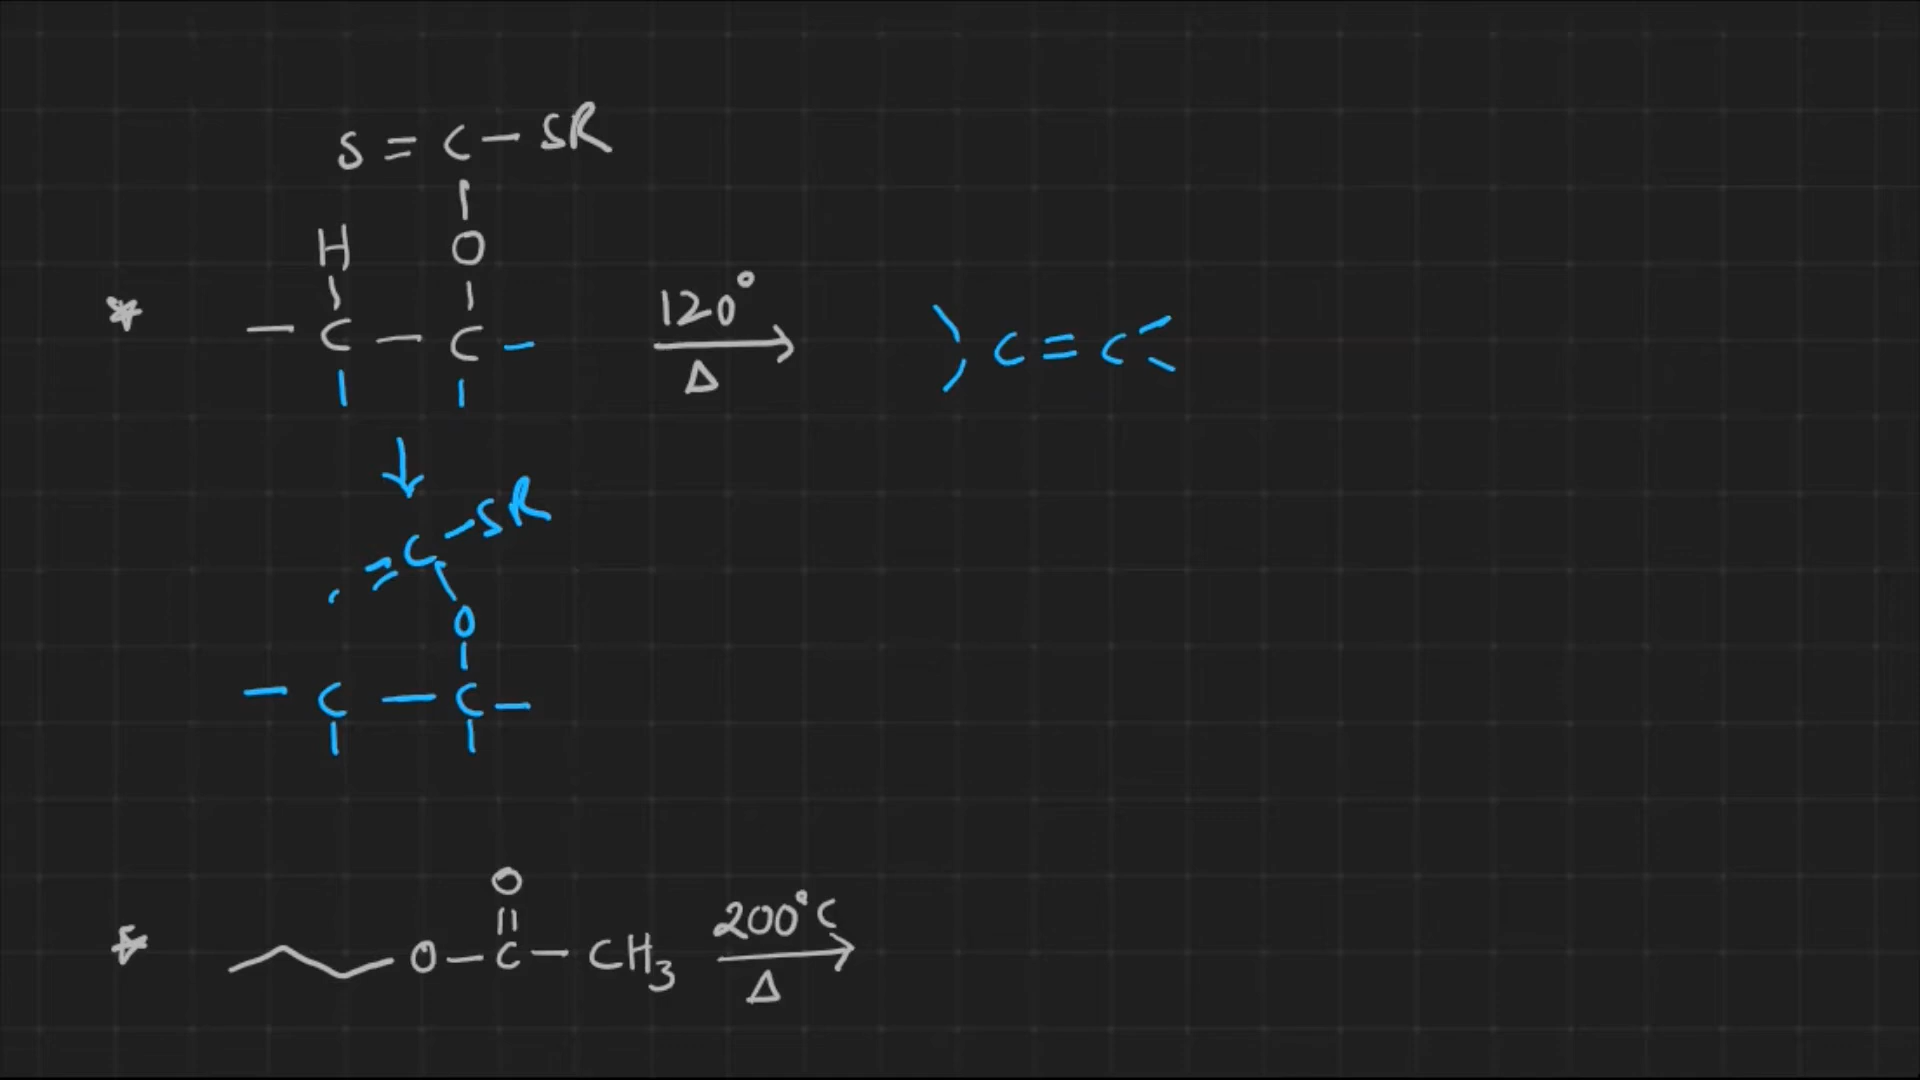 S = C - SR
|
H O
| |
* - C - C - 120° Δ → > C = C <
| |
↓
= C - SR
O
|
- C - C -
| |
O
||
* O - C - CH3 200°C Δ →